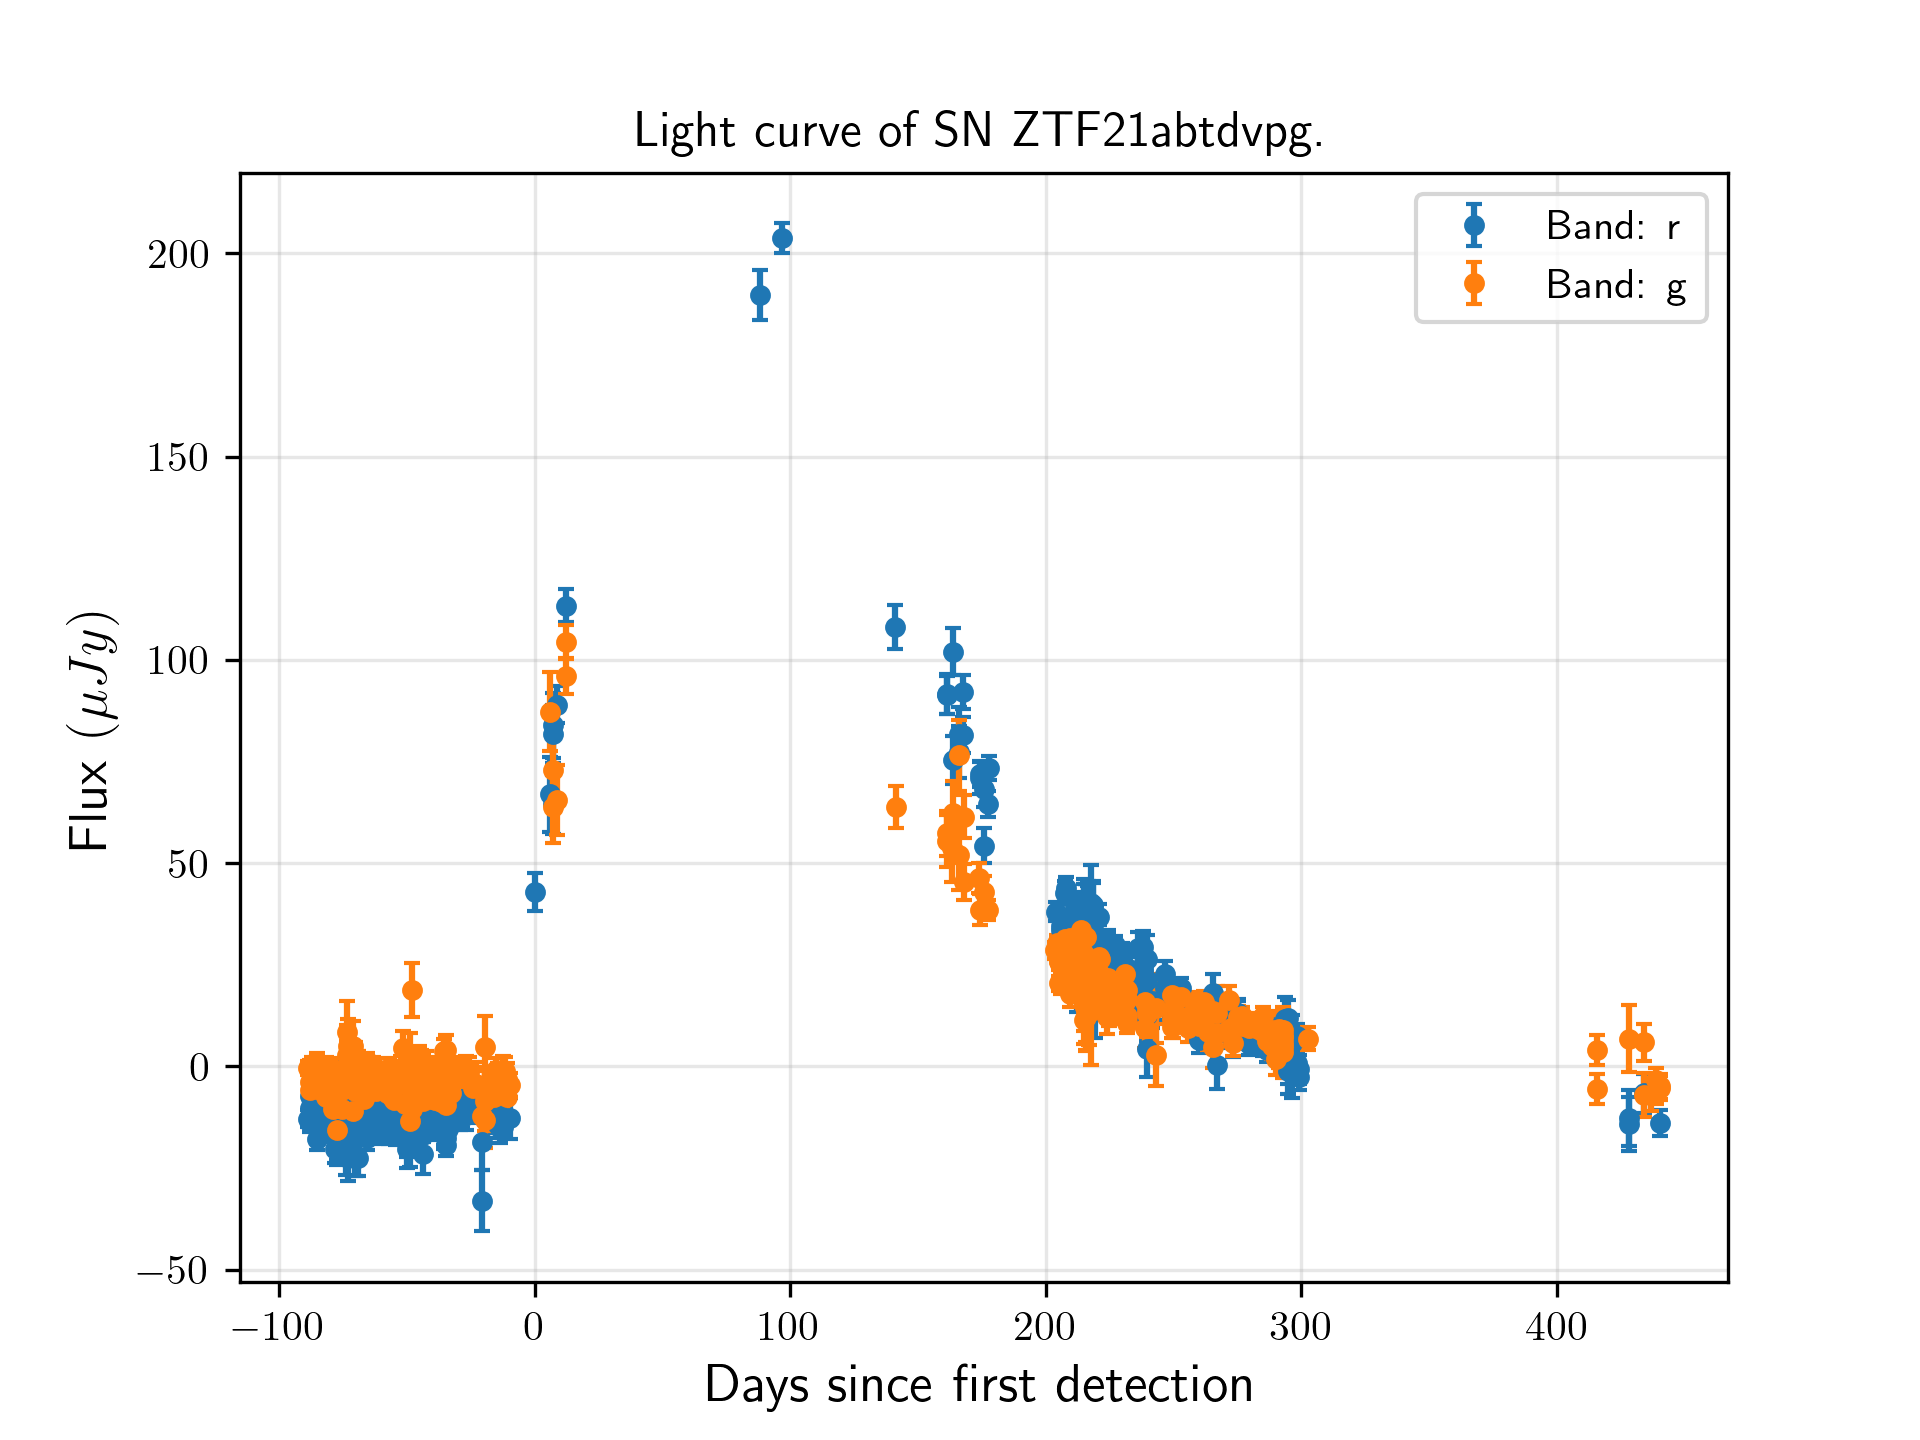 Light curve of SN ZTF21abtdvpg.
Band: r
Band: g
Flux (μJy)
200
150
100
50
0
−50
−100 0 100 200 300 400
Days since first detection